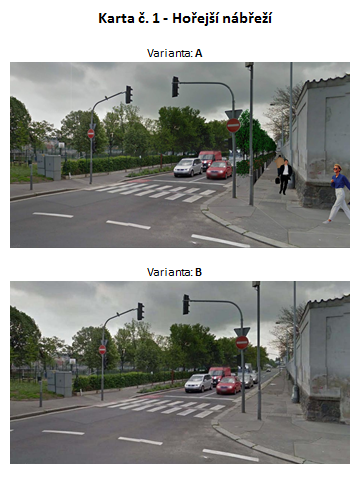 Karta č. 1 - Hořejší nábřeží
Varianta: A
Varianta: B